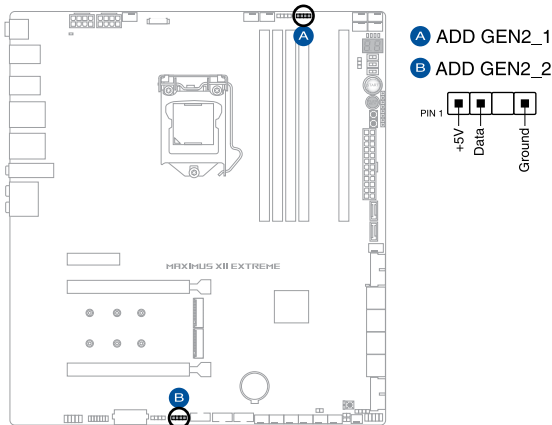 A ADD GEN2_1
B ADD GEN2_2
PIN 1
+5V
Data
Ground
A
MAXIMUS XII EXTREME
B